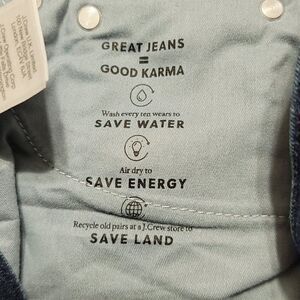 GREAT JEANS
=
GOOD KARMA
Wash every ten wears to
SAVE WATER
Air dry to
SAVE ENERGY
Recycle old pairs at a J.Crew store to
SAVE LAND